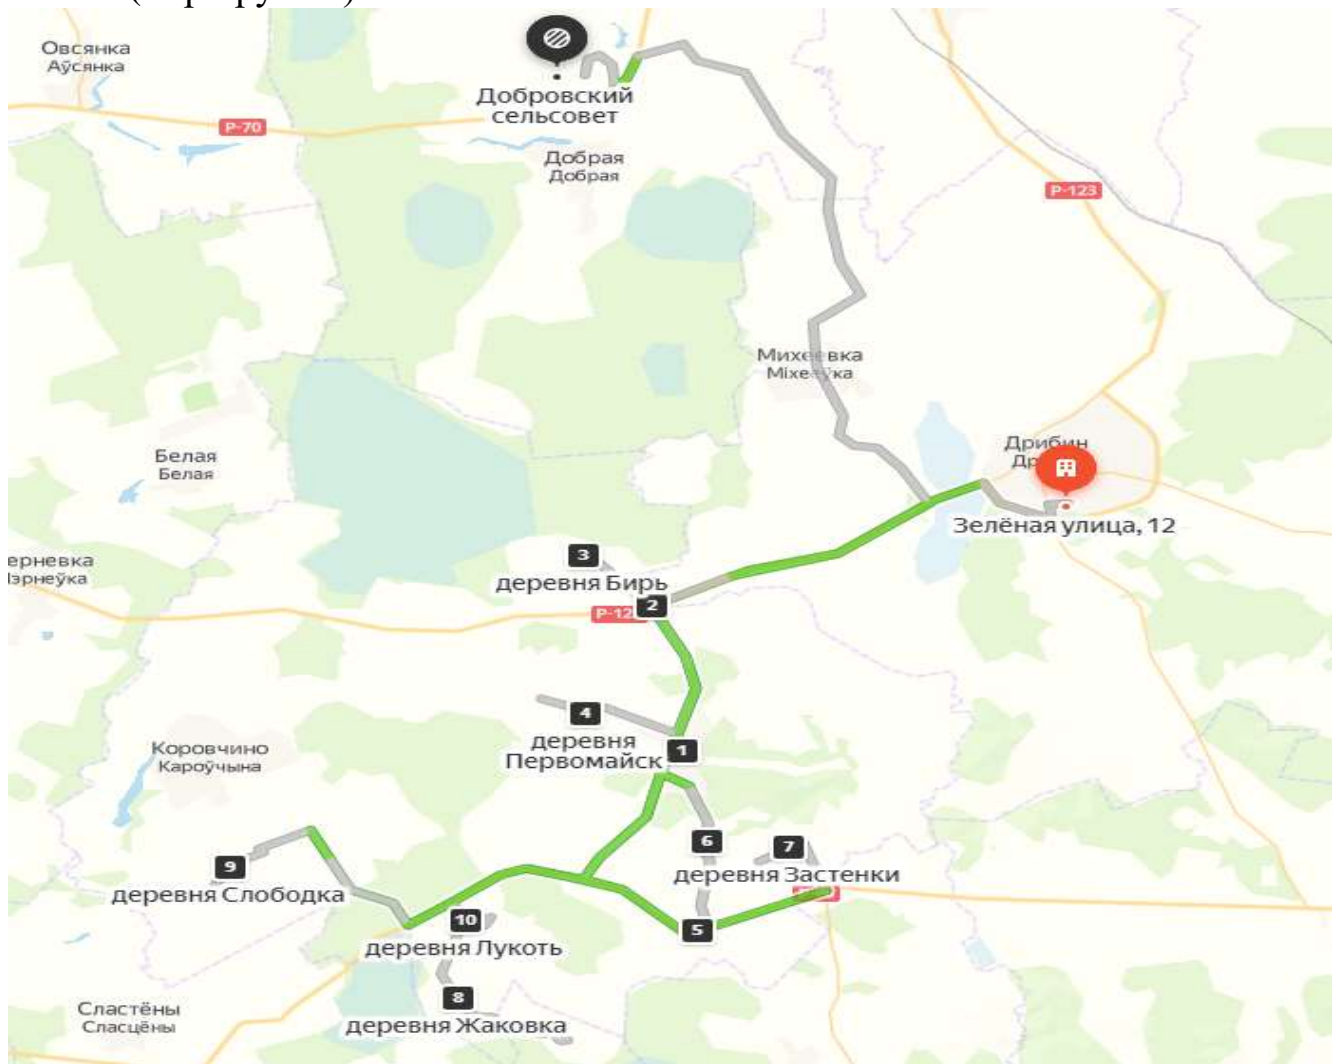 Овсянка
Аўсянка
Добровский
сельсовет
Р-70
Добрая
Добрая
Р-123
Михеевка
Міхееўка
Белая
Белая
Дрибин
Зелёная улица, 12
3
деревня Бирь
2
4
деревня
Первомайск
1
Коровчино
Кароўчына
6
7
9
деревня Застенки
деревня Слободка
10
5
деревня Лукоть
8
Сластёны
Сласцёны
деревня Жаковка